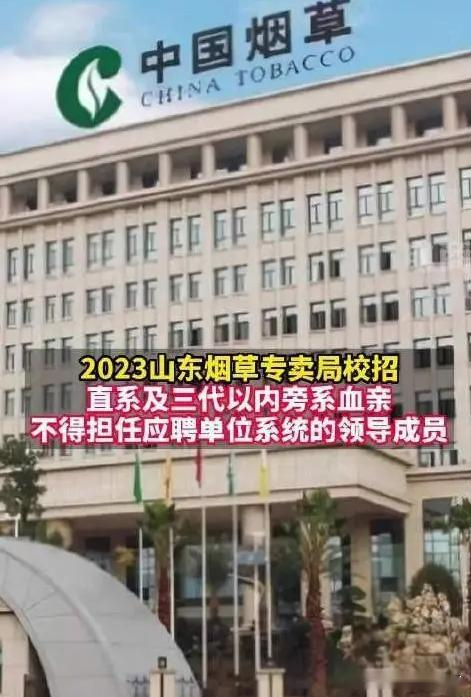 中国烟草
CHINA TOBACCO
2023山东烟草专卖局校招
直系及三代以内旁系血亲
不得担任应聘单位系统的领导成员